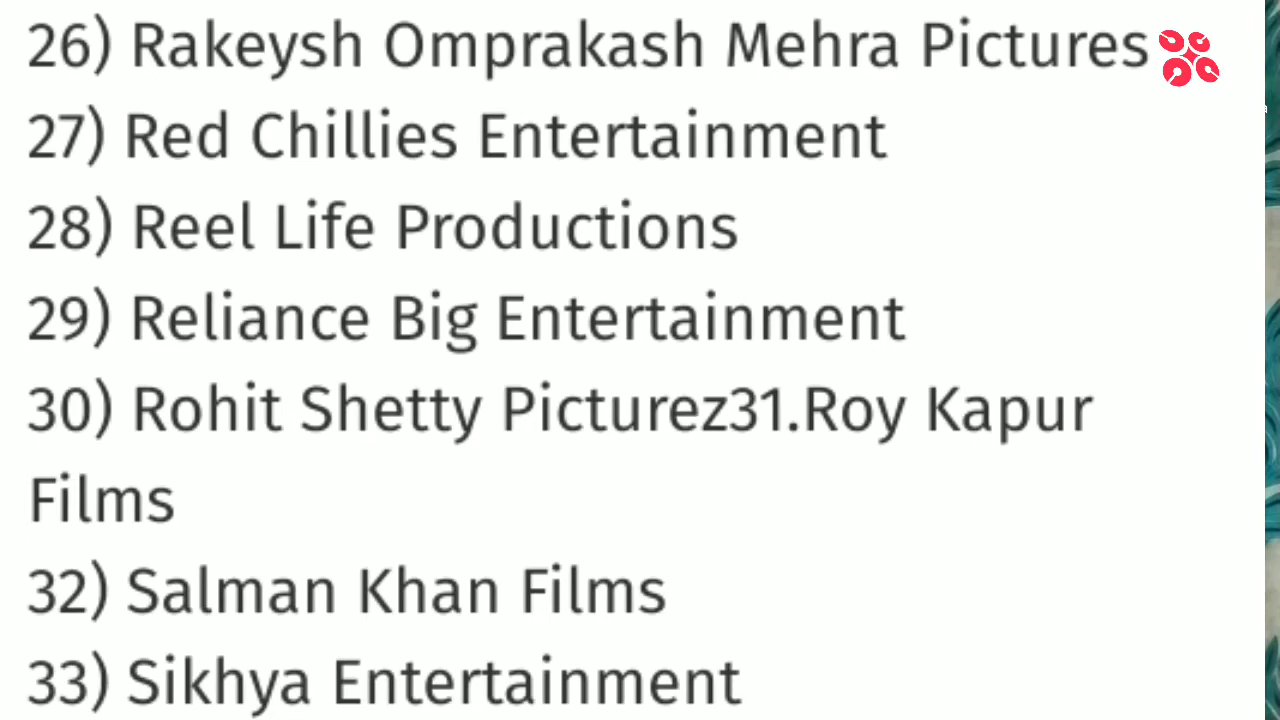 26) Rakeysh Omprakash Mehra Pictures
27) Red Chillies Entertainment
28) Reel Life Productions
29) Reliance Big Entertainment
30) Rohit Shetty Picturez31.Roy Kapur
Films
32) Salman Khan Films
33) Sikhya Entertainment